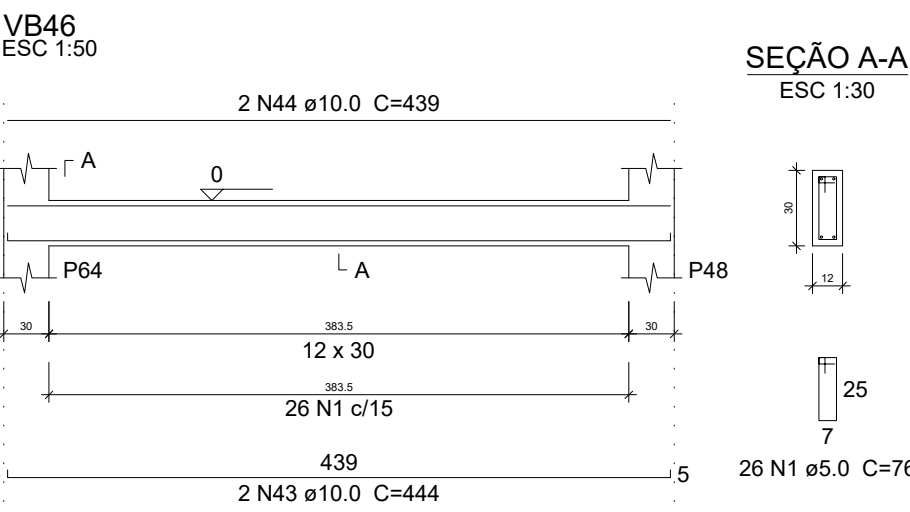 VB46
ESC 1:50
SEÇÃO A-A
ESC 1:30
2 N44 ø10.0 C=439
A
0
30
12
P64
A
P48
30
383.5
30
12 x 30
383.5
26 N1 c/15
25
7
26 N1 ø5.0 C=76
439
5
2 N43 ø10.0 C=444